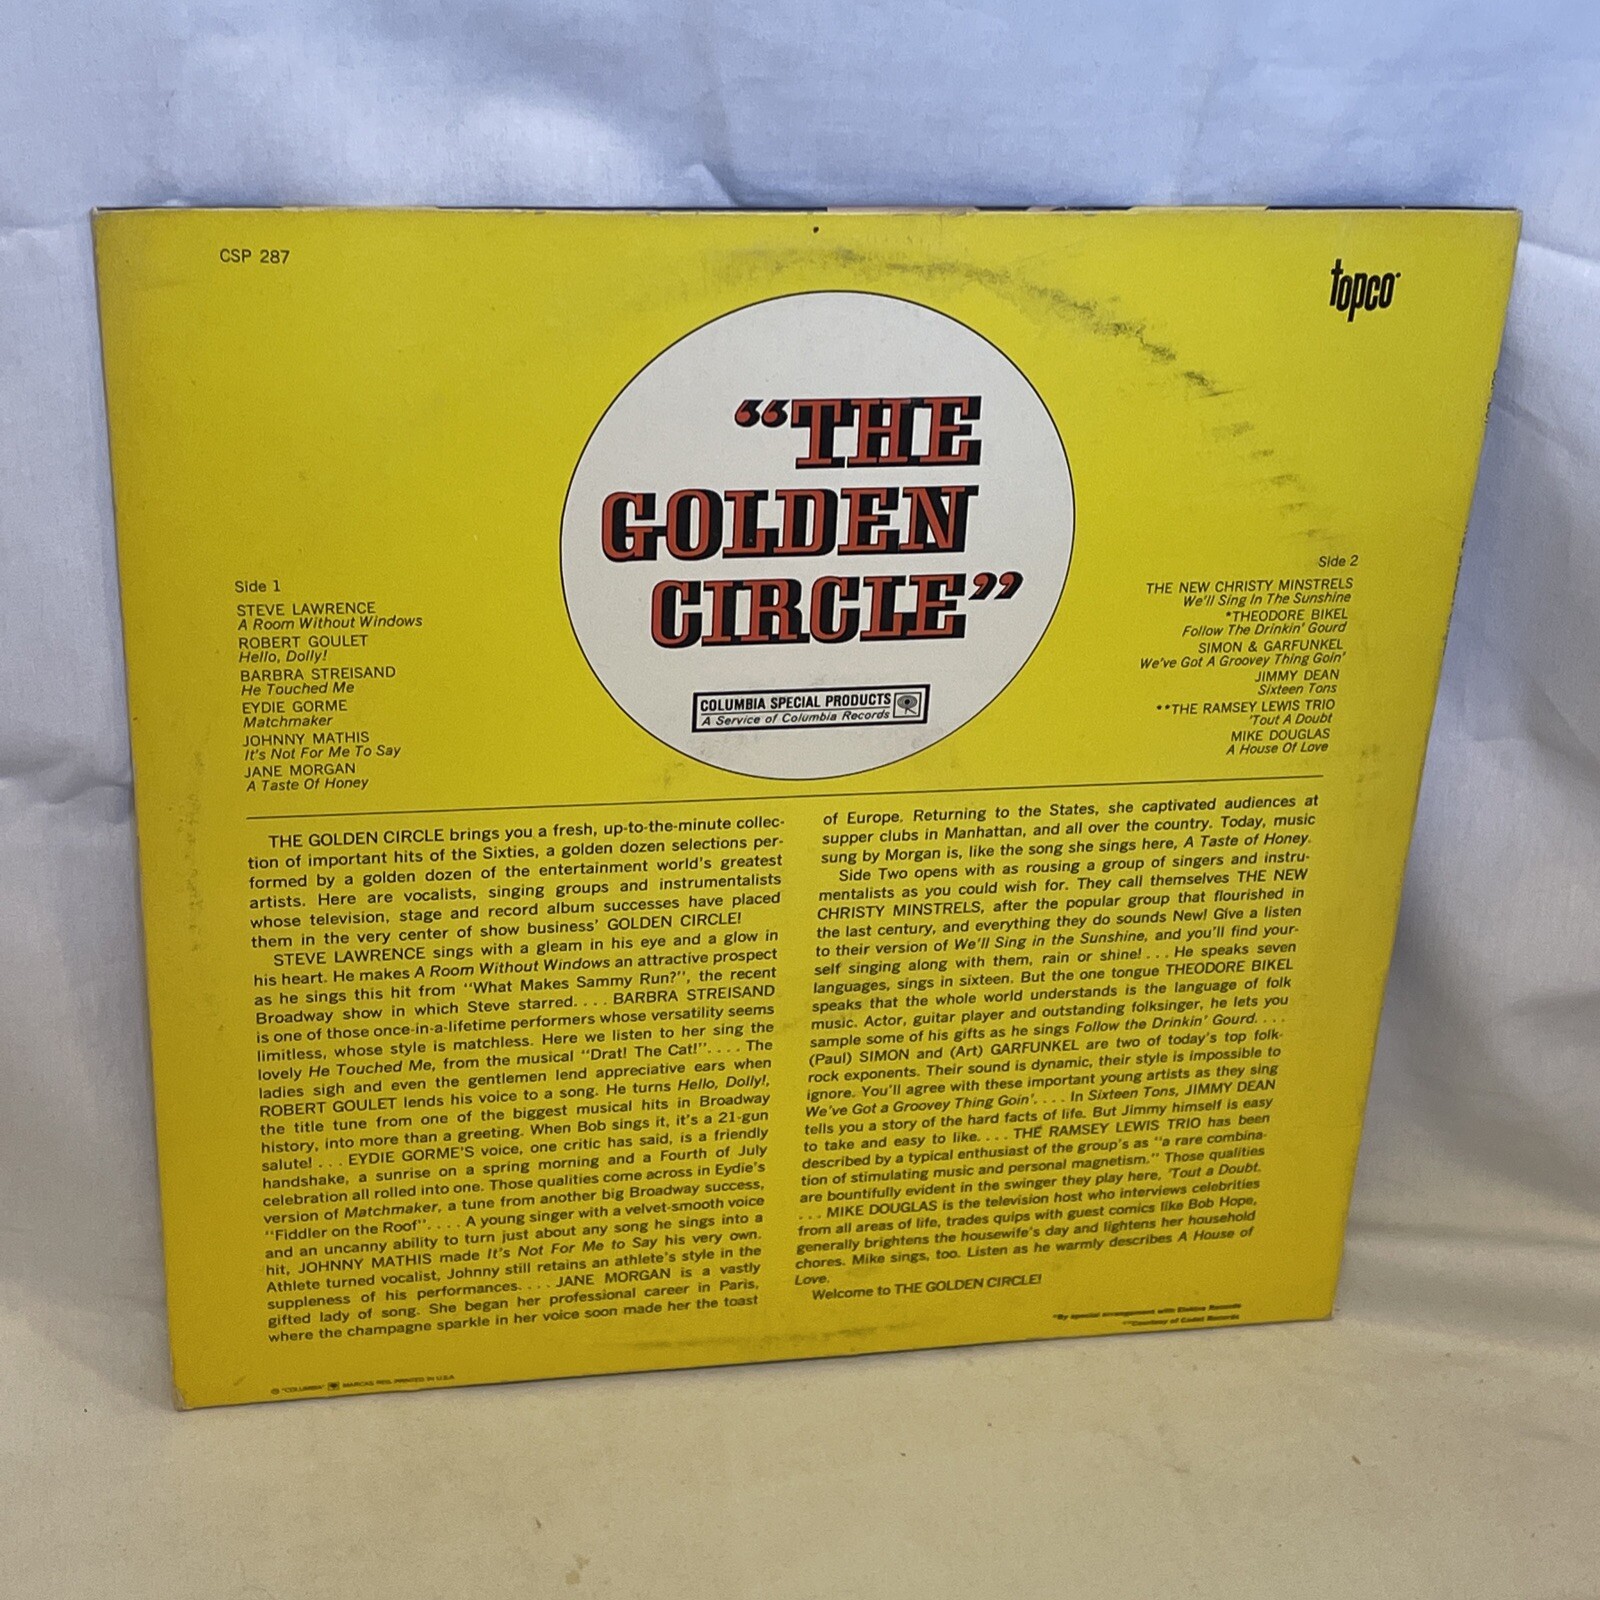 CSP 287
topco
"THE
GOLDEN
CIRCLE"
COLUMBIA SPECIAL PRODUCTS
A Service of Columbia Records
Side 1
STEVE LAWRENCE
A Room Without Windows
ROBERT GOULET
Hello, Dolly!
BARBRA STREISAND
He Touched Me
EYDIE GORME
Matchmaker
JOHNNY MATHIS
It's Not For Me To Say
JANE MORGAN
A Taste Of Honey
Side 2
THE NEW CHRISTY MINSTRELS
We'll Sing In The Sunshine
*THEODORE BIKEL
Follow The Drinkin' Gourd
SIMON & GARFUNKEL
We've Got A Groovey Thing Goin'
JIMMY DEAN
Sixteen Tons
**THE RAMSEY LEWIS TRIO
'Tout A Doubt
MIKE DOUGLAS
A House Of Love
THE GOLDEN CIRCLE brings you a fresh, up-to-the-minute collec-
tion of important hits of the Sixties, a golden dozen selections per-
formed by a golden dozen of the entertainment world's greatest
artists. Here are vocalists, singing groups and instrumentalists
whose television, stage and record album successes have placed
them in the very center of show business' GOLDEN CIRCLE!
STEVE LAWRENCE sings with a gleam in his eye and a glow in
his heart. He makes A Room Without Windows an attractive prospect
as he sings this hit from "What Makes Sammy Run?", the recent
Broadway show in which Steve starred. . . . BARBRA STREISAND
is one of those once-in-a-lifetime performers whose versatility seems
limitless, whose style is matchless. Here we listen to her sing the
lovely He Touched Me, from the musical "Drat! The Cat!". . . . The
ladies sigh and even the gentlemen lend appreciative ears when
ROBERT GOULET lends his voice to a song. He turns Hello, Dolly!,
the title tune from one of the biggest musical hits in Broadway
history, into more than a greeting. When Bob sings it, it's a 21-gun
salute! . . . EYDIE GORME'S voice, one critic has said, is a friendly
handshake, a sunrise on a spring morning and a Fourth of July
celebration all rolled into one. Those qualities come across in Eydie's
version of Matchmaker, a tune from another big Broadway success,
"Fiddler on the Roof". . . . A young singer with a velvet-smooth voice
and an uncanny ability to turn just about any song he sings into a
hit, JOHNNY MATHIS made It's Not For Me to Say his very own.
Athlete turned vocalist, Johnny still retains an athlete's style in the
suppleness of his performances. . . . JANE MORGAN is a vastly
gifted lady of song. She began her professional career in Paris,
where the champagne sparkle in her voice soon made her the toast
of Europe. Returning to the States, she captivated audiences at
supper clubs in Manhattan, and all over the country. Today, music
sung by Morgan is, like the song she sings here, A Taste of Honey.
Side Two opens with as rousing a group of singers and instru-
mentalists as you could wish for. They call themselves THE NEW
CHRISTY MINSTRELS, after the popular group that flourished in
the last century, and everything they do sounds New! Give a listen
to their version of We'll Sing in the Sunshine, and you'll find your-
self singing along with them, rain or shine! . . . He speaks seven
languages, sings in sixteen. But the one tongue THEODORE BIKEL
speaks that the whole world understands is the language of folk
music. Actor, guitar player and outstanding folksinger, he lets you
sample some of his gifts as he sings Follow the Drinkin' Gourd. . . .
(Paul) SIMON and (Art) GARFUNKEL are two of today's top folk-
rock exponents. Their sound is dynamic, their style is impossible to
ignore. You'll agree with these important young artists as they sing
We've Got a Groovey Thing Goin'. . . . In Sixteen Tons, JIMMY DEAN
tells you a story of the hard facts of life. But Jimmy himself is easy
to take and easy to like. . . . THE RAMSEY LEWIS TRIO has been
described by a typical enthusiast of the group's as "a rare combina-
tion of stimulating music and personal magnetism." Those qualities
are bountifully evident in the swinger they play here, 'Tout a Doubt.
. . . MIKE DOUGLAS is the television host who interviews celebrities
from all areas of life, trades quips with guest comics like Bob Hope,
generally brightens the housewife's day and lightens her household
chores. Mike sings, too. Listen as he warmly describes A House of
Love.
Welcome to THE GOLDEN CIRCLE!
*By special arrangement with Elektra Records
**Courtesy of Cadet Records
© "COLUMBIA" MARCAS REG. PRINTED IN U.S.A